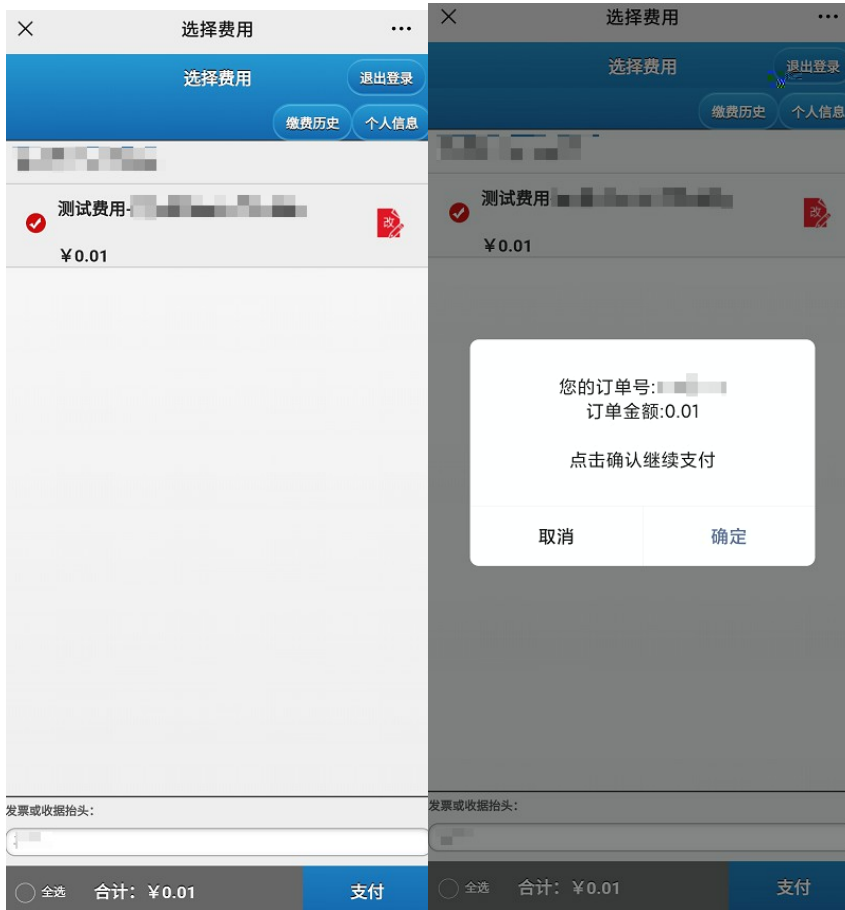 选择费用
选择费用
退出登录
缴费历史
个人信息
测试费用-
改
￥0.01
发票或收据抬头:
全选
合计: ￥0.01
支付
选择费用
选择费用
退出登录
缴费历史
个人信息
测试费用
改
￥0.01
您的订单号:
订单金额:0.01
点击确认继续支付
取消
确定
发票或收据抬头:
全选
合计: ￥0.01
支付